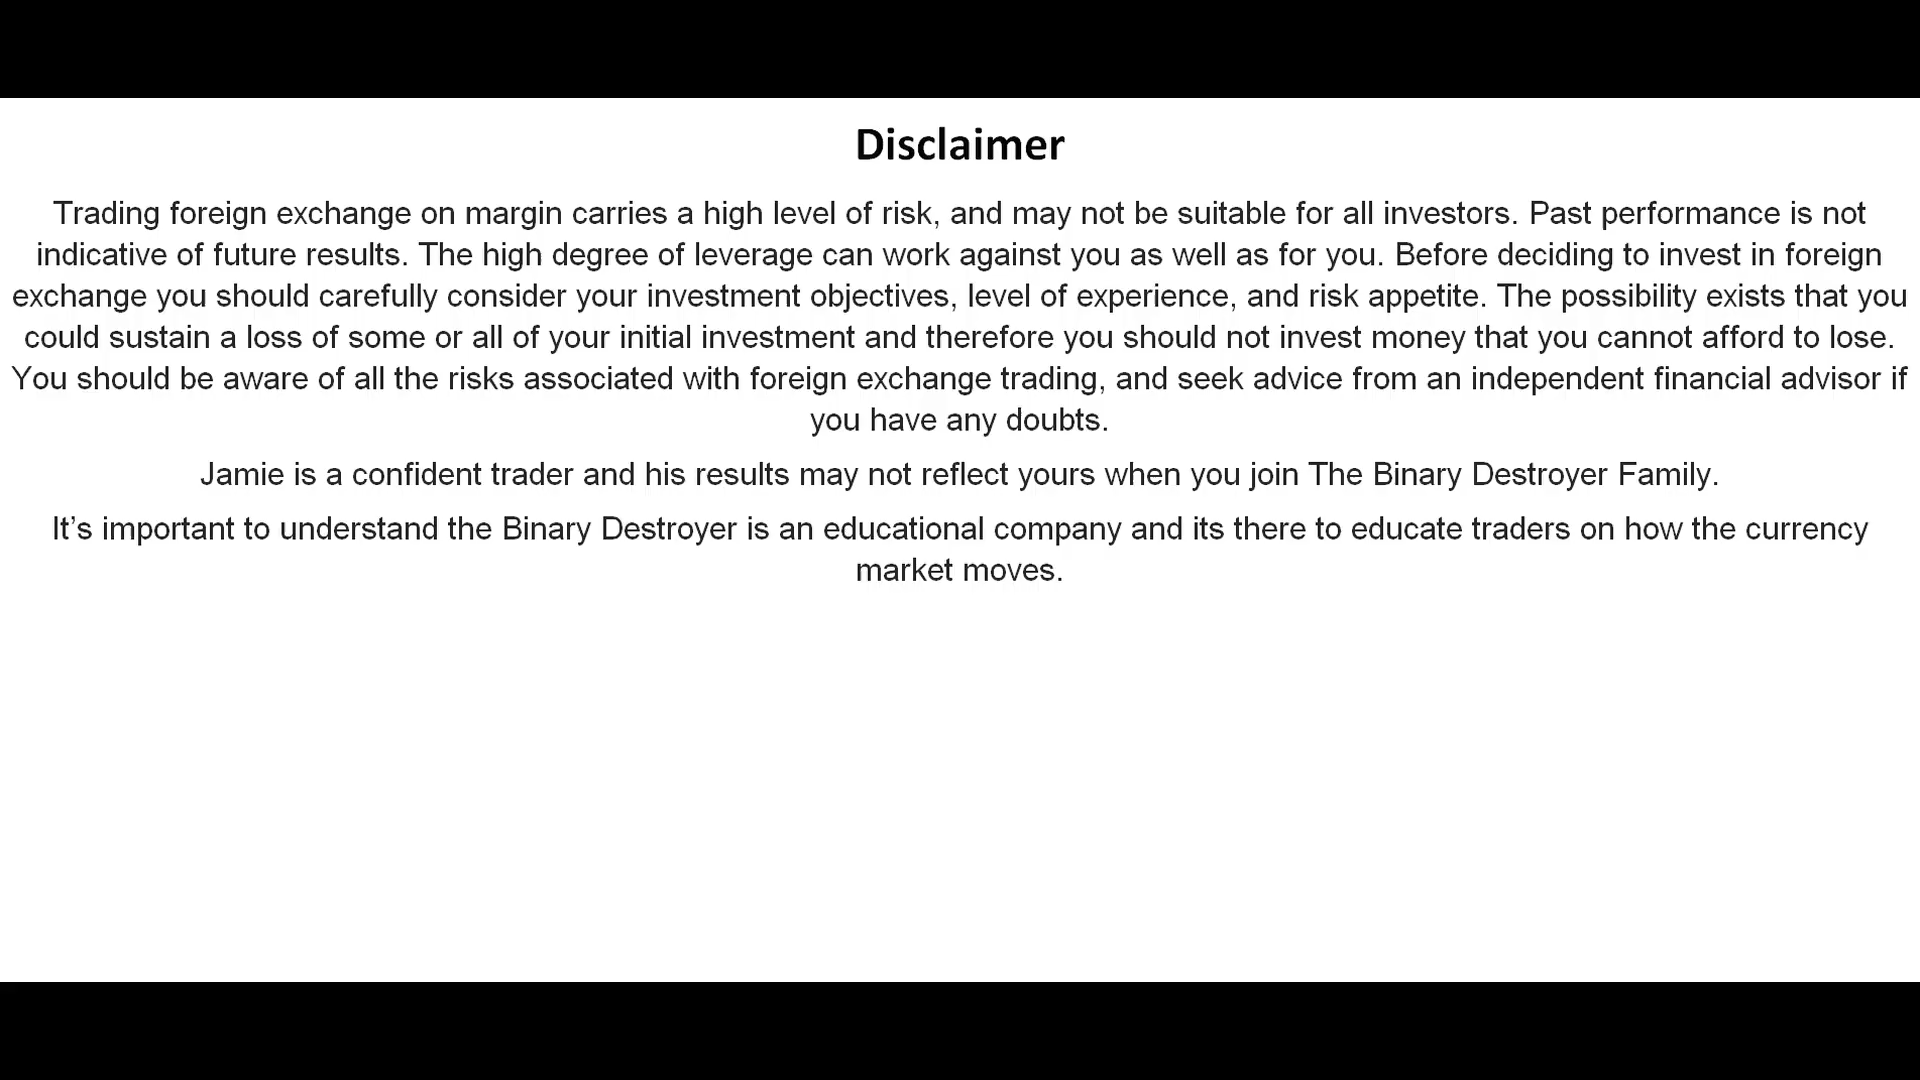 Disclaimer
Trading foreign exchange on margin carries a high level of risk, and may not be suitable for all investors. Past performance is not
indicative of future results. The high degree of leverage can work against you as well as for you. Before deciding to invest in foreign
exchange you should carefully consider your investment objectives, level of experience, and risk appetite. The possibility exists that you
could sustain a loss of some or all of your initial investment and therefore you should not invest money that you cannot afford to lose.
You should be aware of all the risks associated with foreign exchange trading, and seek advice from an independent financial advisor if
you have any doubts.
Jamie is a confident trader and his results may not reflect yours when you join The Binary Destroyer Family.
It’s important to understand the Binary Destroyer is an educational company and its there to educate traders on how the currency
market moves.